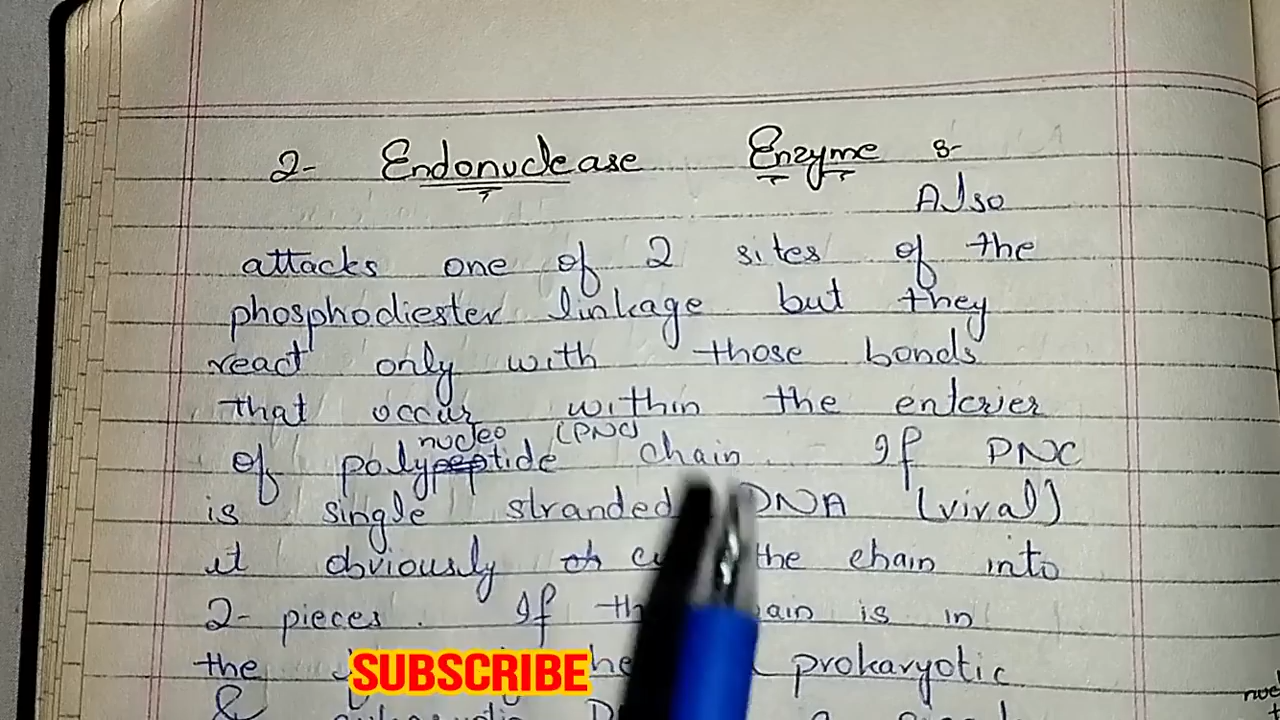 2- Endonuclease Enzyme :-
Also
attacks one of 2 sites of the
phosphodiester linkage but they
react only with those bonds
that occur within the enterier
nucleo (PNC)
of polypeptide chain. If PNC
is single stranded DNA (viral)
it obviously the chain into
2- pieces. If is in
the prokaryotic
&
SUBSCRIBE